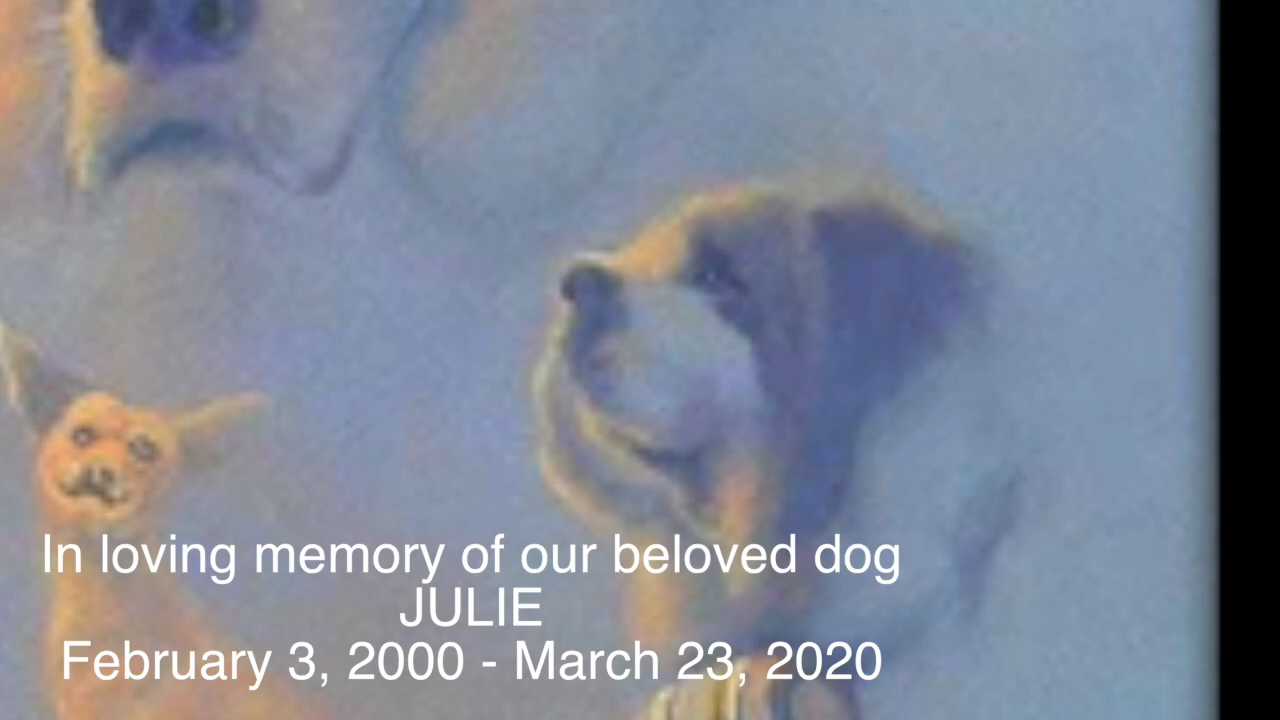 In loving memory of our beloved dog
JULIE
February 3, 2000 - March 23, 2020